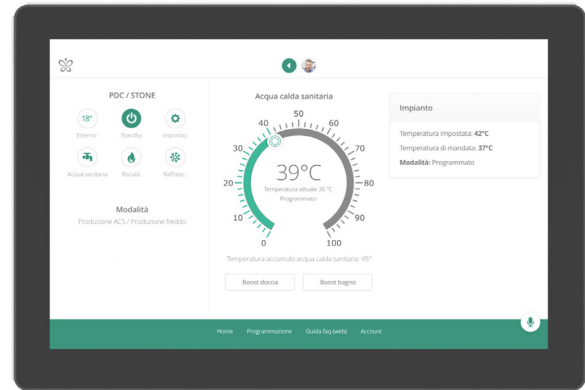 PDC / STONE
18°
Esterno
Standby
Impostaz.
Acqua sanitaria
Riscald.
Raffresc.
Modalità
Produzione ACS / Produzione freddo
Acqua calda sanitaria
0
10
20
30
40
50
60
70
80
90
100
39°C
Temperatura attuale 36 °C
Programmato
Temperatura accumulo acqua calda sanitaria: 45°
Boost doccia
Boost bagno
Impianto
Temperatura impostata: 42°C
Temperatura di mandata: 37°C
Modalità: Programmato
Home Programmazione Guida faq (web) Account